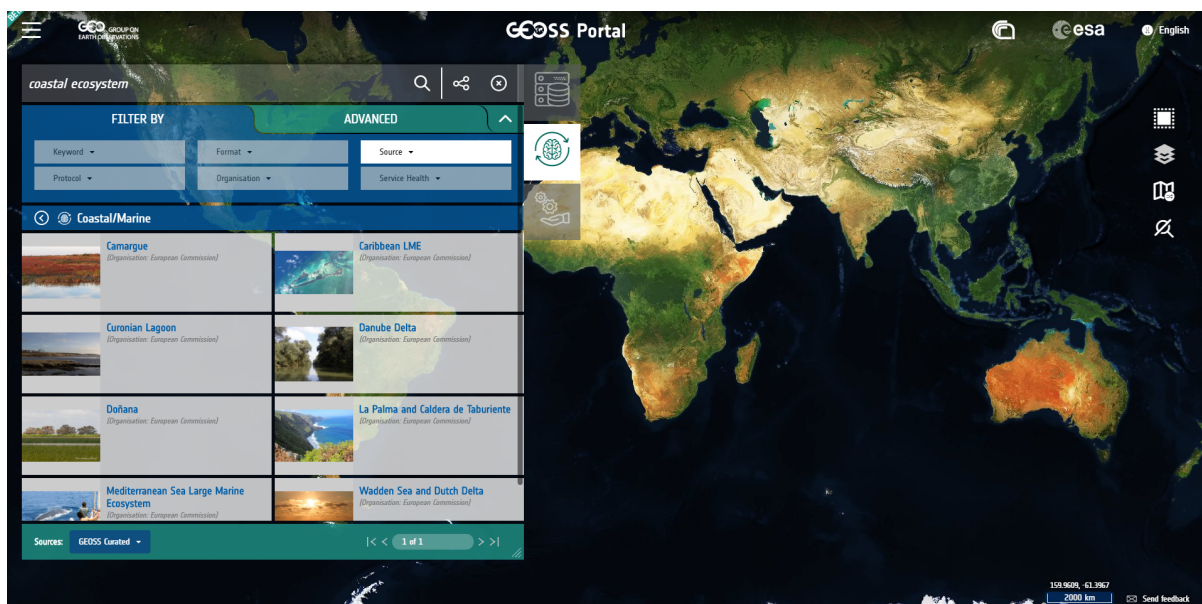 GEO GROUP ON
EARTH OBSERVATIONS
GEOSS Portal
esa
English
coastal ecosystem
FILTER BY
ADVANCED
Keyword
Format
Source
Protocol
Organisation
Service Health
Coastal/Marine
Camargue
(Organisation: European Commission)
Caribbean LME
(Organisation: European Commission)
Curonian Lagoon
(Organisation: European Commission)
Danube Delta
(Organisation: European Commission)
Doñana
(Organisation: European Commission)
La Palma and Caldera de Taburiente
(Organisation: European Commission)
Mediterranean Sea Large Marine
Ecosystem
(Organisation: European Commission)
Wadden Sea and Dutch Delta
(Organisation: European Commission)
Sources: GEOSS Curated
|< < 1 of 1 > >|
159.9609, -61.3967
2000 km
Send feedback